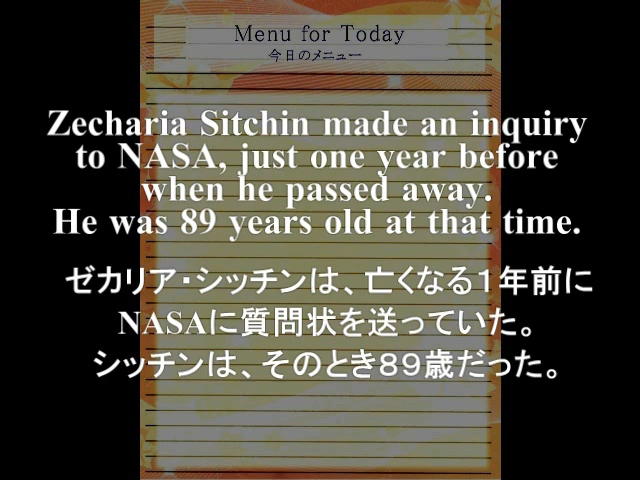 Menu for Today
今日のメニュー
Zecharia Sitchin made an inquiry
to NASA, just one year before
when he passed away.
He was 89 years old at that time.
ゼカリア・シッチンは、亡くなる１年前に
NASAに質問状を送っていた。
シッチンは、そのとき８９歳だった。